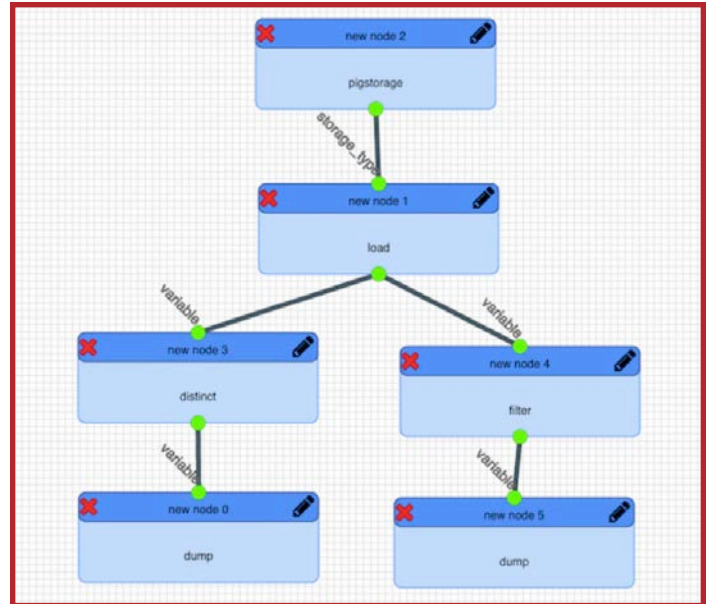 new node 2
pigstorage
storage_type
new node 1
load
variable
variable
new node 3
distinct
new node 4
filter
variable
variable
new node 0
dump
new node 5
dump